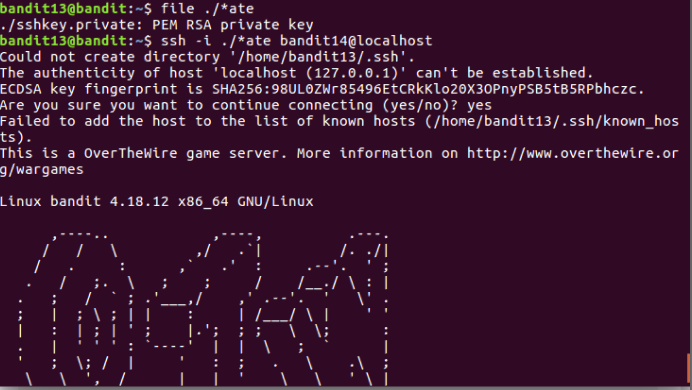 bandit13@bandit:~$ file ./*ate
./sshkey.private: PEM RSA private key
bandit13@bandit:~$ ssh -i ./*ate bandit14@localhost
Could not create directory '/home/bandit13/.ssh'.
The authenticity of host 'localhost (127.0.0.1)' can't be established.
ECDSA key fingerprint is SHA256:98UL0ZWr85496EtCRkKlo20X3OPnyPSB5tB5RPbhczc.
Are you sure you want to continue connecting (yes/no)? yes
Failed to add the host to the list of known hosts (/home/bandit13/.ssh/known_hos
ts).
This is a OverTheWire game server. More information on http://www.overthewire.or
g/wargames
Linux bandit 4.18.12 x86_64 GNU/Linux